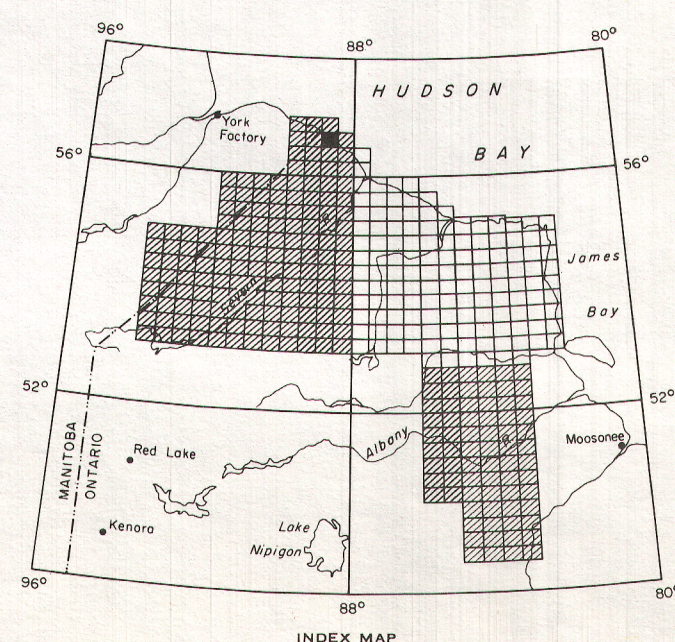 96°
88°
80°
HUDSON
BAY
York
Factory
56°
56°
James
Bay
Severn
R.
52°
52°
MANITOBA
ONTARIO
Red Lake
Albany
R.
Moosonee
Kenora
Lake
Nipigon
96°
88°
80°
INDEX MAP